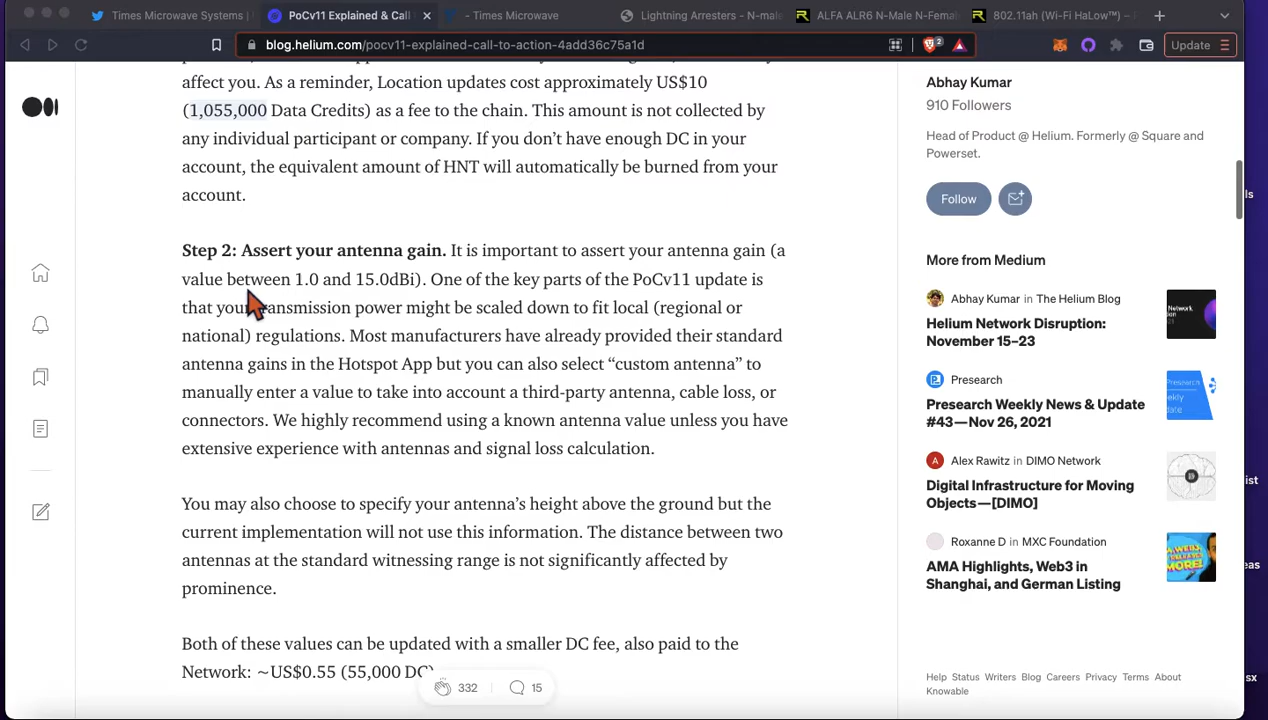 Times Microwave Systems |
PoCv11 Explained & Call
- Times Microwave
Lightning Arresters - N-male
ALFA ALR6 N-Male N-Fema
802.11ah (Wi-Fi HaLow™) –
blog.helium.com/pocv11-explained-call-to-action-4add36c75a1d
2
Update
affect you. As a reminder, Location updates cost approximately US$10
(1,055,000 Data Credits) as a fee to the chain. This amount is not collected by
any individual participant or company. If you don’t have enough DC in your
account, the equivalent amount of HNT will automatically be burned from your
account.
Step 2: Assert your antenna gain. It is important to assert your antenna gain (a
value between 1.0 and 15.0dBi). One of the key parts of the PoCv11 update is
that your transmission power might be scaled down to fit local (regional or
national) regulations. Most manufacturers have already provided their standard
antenna gains in the Hotspot App but you can also select “custom antenna” to
manually enter a value to take into account a third-party antenna, cable loss, or
connectors. We highly recommend using a known antenna value unless you have
extensive experience with antennas and signal loss calculation.
You may also choose to specify your antenna’s height above the ground but the
current implementation will not use this information. The distance between two
antennas at the standard witnessing range is not significantly affected by
prominence.
Both of these values can be updated with a smaller DC fee, also paid to the
Network: ~US$0.55 (55,000 DC)
332
15
Abhay Kumar
910 Followers
Head of Product @ Helium. Formerly @ Square and
Powerset.
Follow
More from Medium
Abhay Kumar in The Helium Blog
Helium Network Disruption:
November 15–23
Presearch
Presearch Weekly News & Update
#43 — Nov 26, 2021
Alex Rawitz in DIMO Network
Digital Infrastructure for Moving
Objects — [DIMO]
Roxanne D in MXC Foundation
AMA Highlights, Web3 in
Shanghai, and German Listing
Help Status Writers Blog Careers Privacy Terms About
Knowable